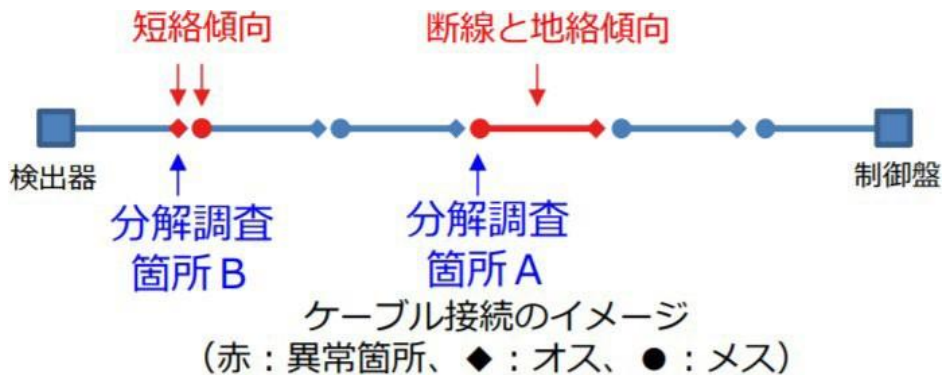 短絡傾向
断線と地絡傾向
検出器
制御盤
分解調査
箇所B
分解調査
箇所A
ケーブル接続のイメージ
（赤：異常箇所、◆：オス、●：メス）